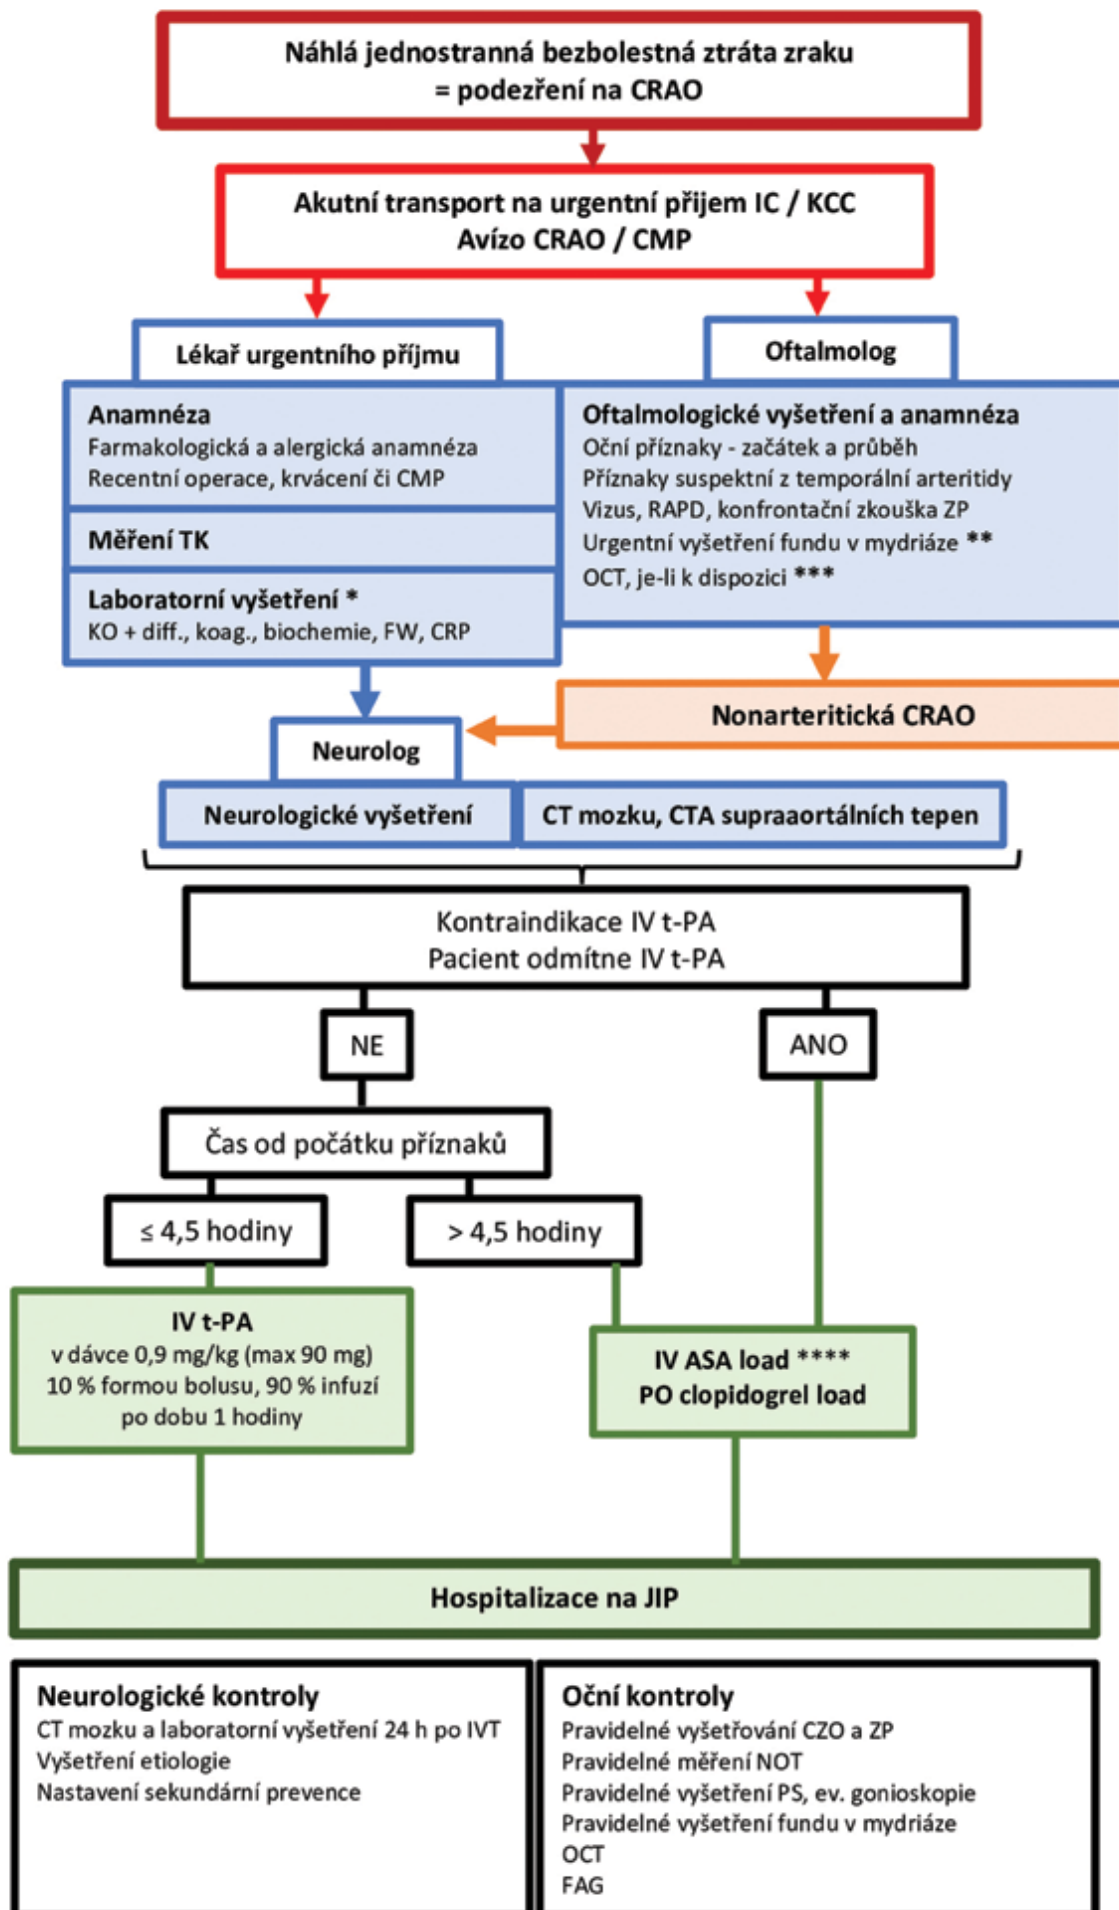 Náhlá jednostranná bezbolestná ztráta zraku
= podezření na CRAO
Akutní transport na urgentní přijem IC / KCC
Avízo CRAO / CMP
Lékař urgentního příjmu
Anamnéza
Farmakologická a alergická anamnéza
Recentní operace, krvácení či CMP
Měření TK
Laboratorní vyšetření *
KO + diff., koag., biochemie, FW, CRP
Oftalmolog
Oftalmologické vyšetření a anamnéza
Oční příznaky - začátek a průběh
Příznaky suspektní z temporální arteritidy
Vizus, RAPD, konfrontační zkouška ZP
Urgentní vyšetření fundu v mydriáze **
OCT, je-li k dispozici ***
Nonarteritická CRAO
Neurolog
Neurologické vyšetření
CT mozku, CTA supraaortálních tepen
Kontraindikace IV t-PA
Pacient odmítne IV t-PA
NE
ANO
Čas od počátku příznaků
≤ 4,5 hodiny
> 4,5 hodiny
IV t-PA
v dávce 0,9 mg/kg (max 90 mg)
10 % formou bolusu, 90 % infuzí
po dobu 1 hodiny
IV ASA load ****
PO clopidogrel load
Hospitalizace na JIP
Neurologické kontroly
CT mozku a laboratorní vyšetření 24 h po IVT
Vyšetření etiologie
Nastavení sekundární prevence
Oční kontroly
Pravidelné vyšetřování CZO a ZP
Pravidelné měření NOT
Pravidelné vyšetření PS, ev. gonioskopie
Pravidelné vyšetření fundu v mydriáze
OCT
FAG